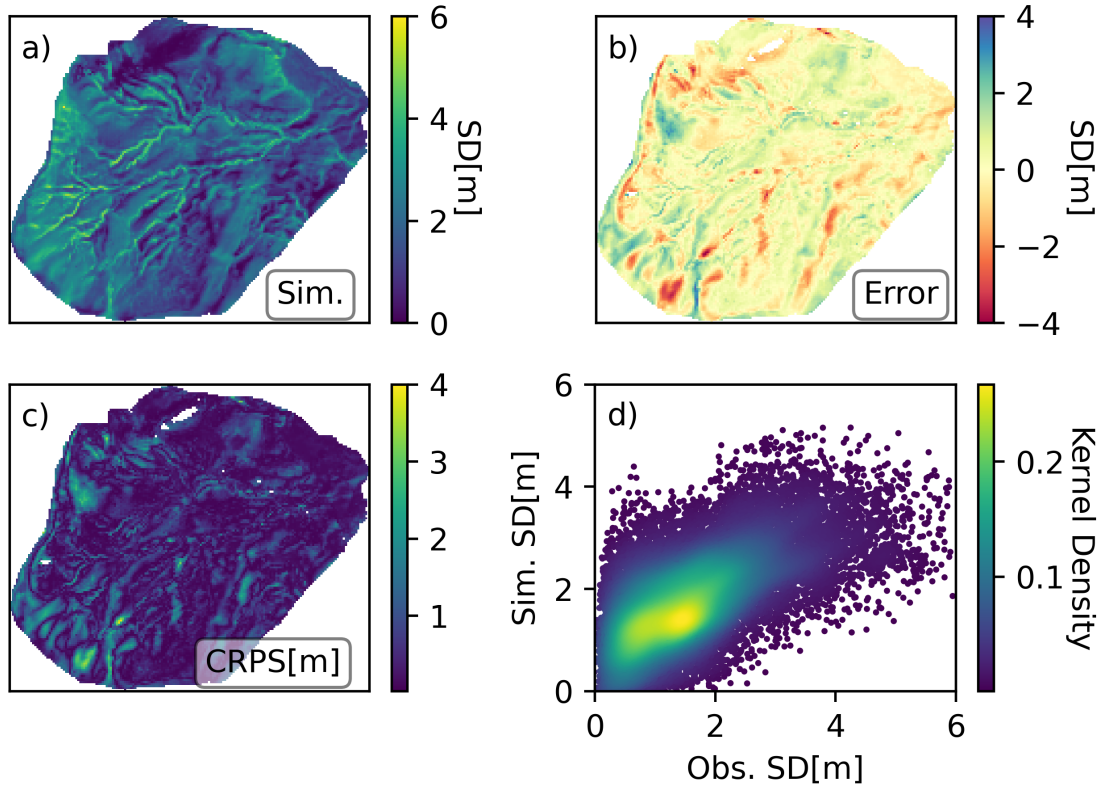 a)
Sim.
6
4
2
0
SD[m]
b)
Error
4
2
0
−2
−4
SD[m]
c)
CRPS[m]
4
3
2
1
d)
6
4
2
0
Sim. SD[m]
0 2 4 6
Obs. SD[m]
0.2
0.1
Kernel Density